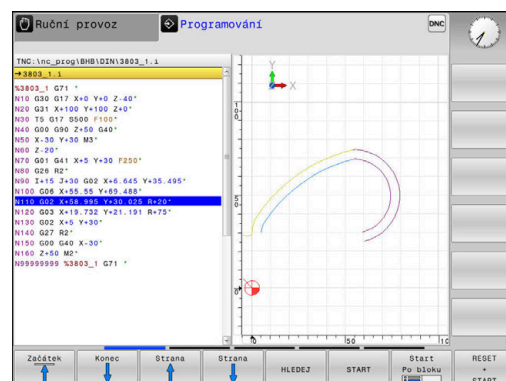 Ruční provoz
Programování
DNC
TNC:\nc_prog\BHB\DIN\3803_1.i
→3803_1.i
%3803_1 G71 *
N10 G30 G17 X+0 Y+0 Z-40*
N20 G31 X+100 Y+100 Z+0*
N30 T5 G17 S500 F100*
N40 G00 G90 Z+50 G40*
N50 X-30 Y+30 M3*
N60 Z-20*
N70 G01 G41 X+5 Y+30 F250*
N80 G26 R2*
N90 I+15 J+30 G02 X+6.645 Y+35.495*
N100 G06 X+55.55 Y+69.488*
N110 G02 X+58.995 Y+30.025 R+20*
N120 G03 X+19.732 Y+21.191 R+75*
N130 G02 X+5 Y+30*
N140 G27 R2*
N150 G00 G40 X-30*
N160 Z+50 M2*
N99999999 %3803_1 G71 *
Y
X
100
50
0
0
50
Začátek
Konec
Strana
Strana
HLEDEJ
START
Start
Po bloku
RESET
+
START